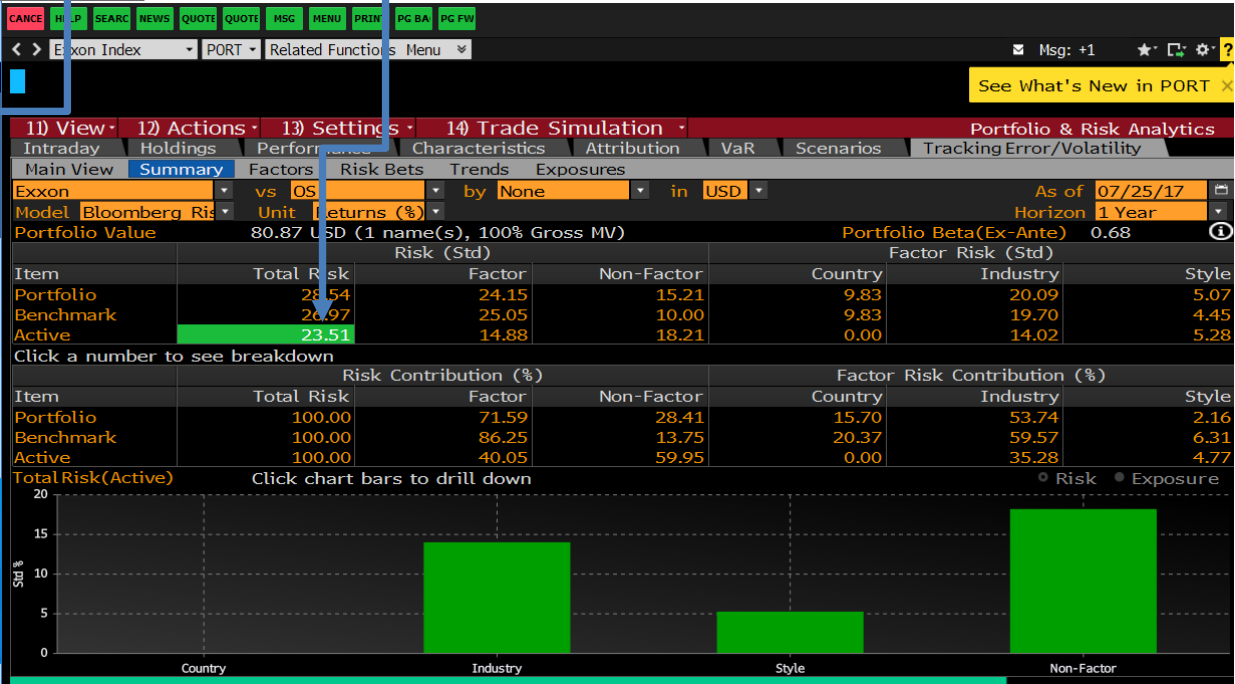 CANCE HELP SEARC NEWS QUOTE QUOTE MSG MENU PRINT PG BA PG FW
Exxon Index PORT Related Functions Menu Msg: +1 ?
See What's New in PORT ×
11) View 12) Actions 13) Settings 14) Trade Simulation Portfolio & Risk Analytics
Intraday Holdings Performance Characteristics Attribution VaR Scenarios Tracking Error/Volatility
Main View Summary Factors Risk Bets Trends Exposures
Exxon vs OS by None in USD As of 07/25/17
Model Bloomberg Ris Unit Returns (%) Horizon 1 Year
Portfolio Value 80.87 USD (1 name(s), 100% Gross MV) Portfolio Beta(Ex-Ante) 0.68
Risk (Std) Factor Risk (Std)
Item Total Risk Factor Non-Factor Country Industry Style
Portfolio 28.54 24.15 15.21 9.83 20.09 5.07
Benchmark 26.97 25.05 10.00 9.83 19.70 4.45
Active 23.51 14.88 18.21 0.00 14.02 5.28
Click a number to see breakdown
Risk Contribution (%) Factor Risk Contribution (%)
Item Total Risk Factor Non-Factor Country Industry Style
Portfolio 100.00 71.59 28.41 15.70 53.74 2.16
Benchmark 100.00 86.25 13.75 20.37 59.57 6.31
Active 100.00 40.05 59.95 0.00 35.28 4.77
Total Risk(Active) Click chart bars to drill down Risk Exposure
20
15
10
5
0
Std %
Country Industry Style Non-Factor